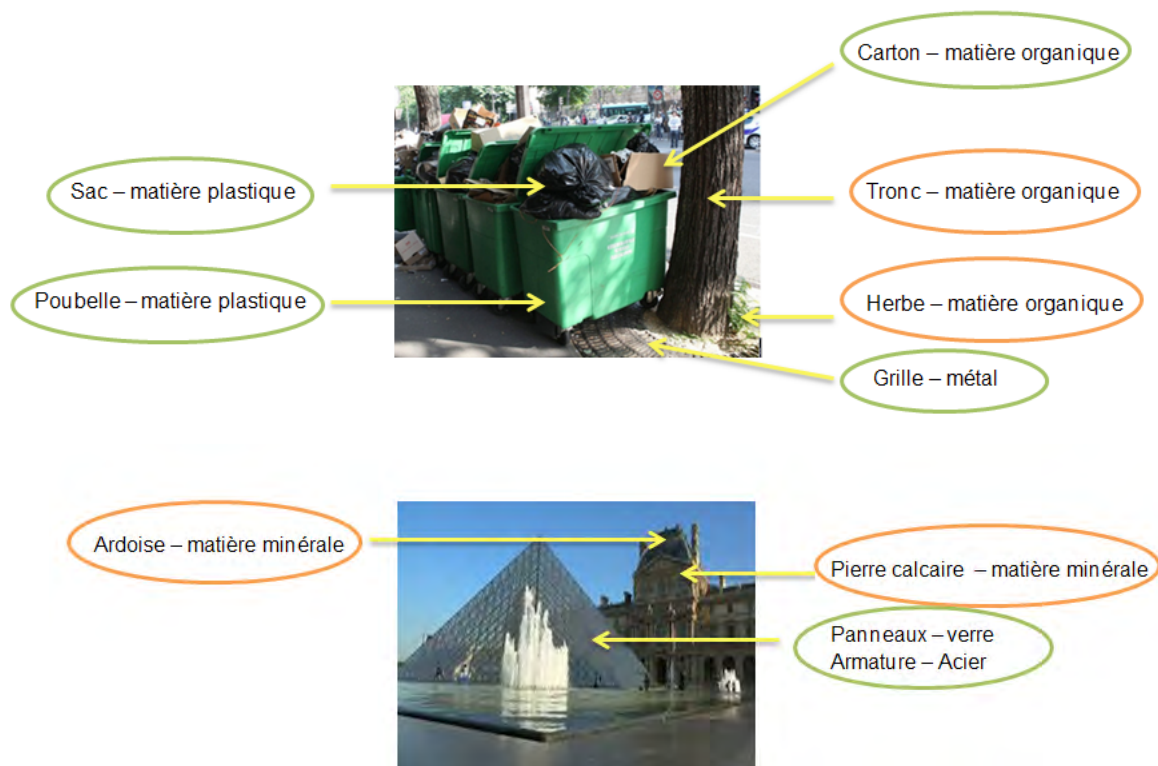 Carton – matière organique
Sac – matière plastique
Tronc – matière organique
Poubelle – matière plastique
Herbe – matière organique
Grille – métal
Ardoise – matière minérale
Pierre calcaire – matière minérale
Panneaux – verre
Armature – Acier